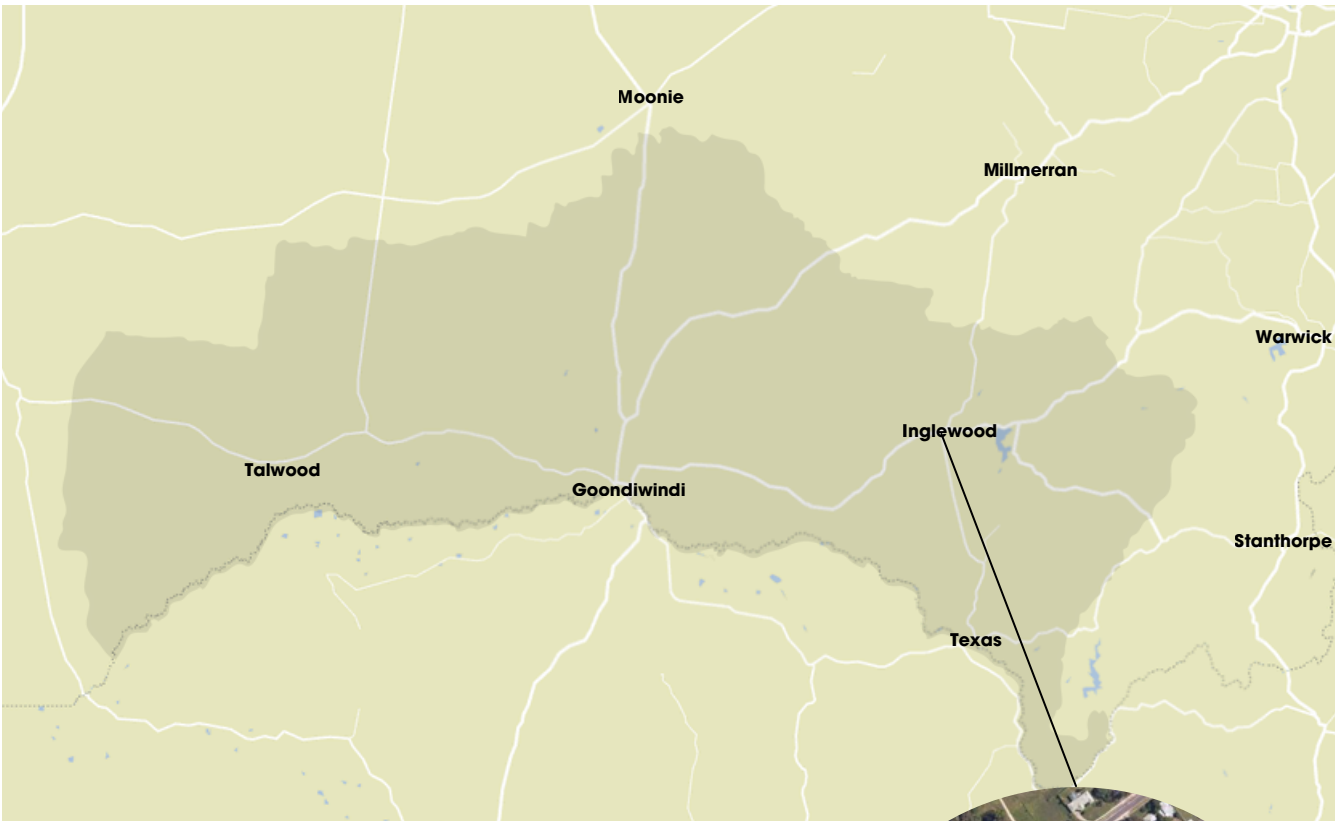 Moonie
Millmerran
Warwick
Inglewood
Talwood
Goondiwindi
Stanthorpe
Texas